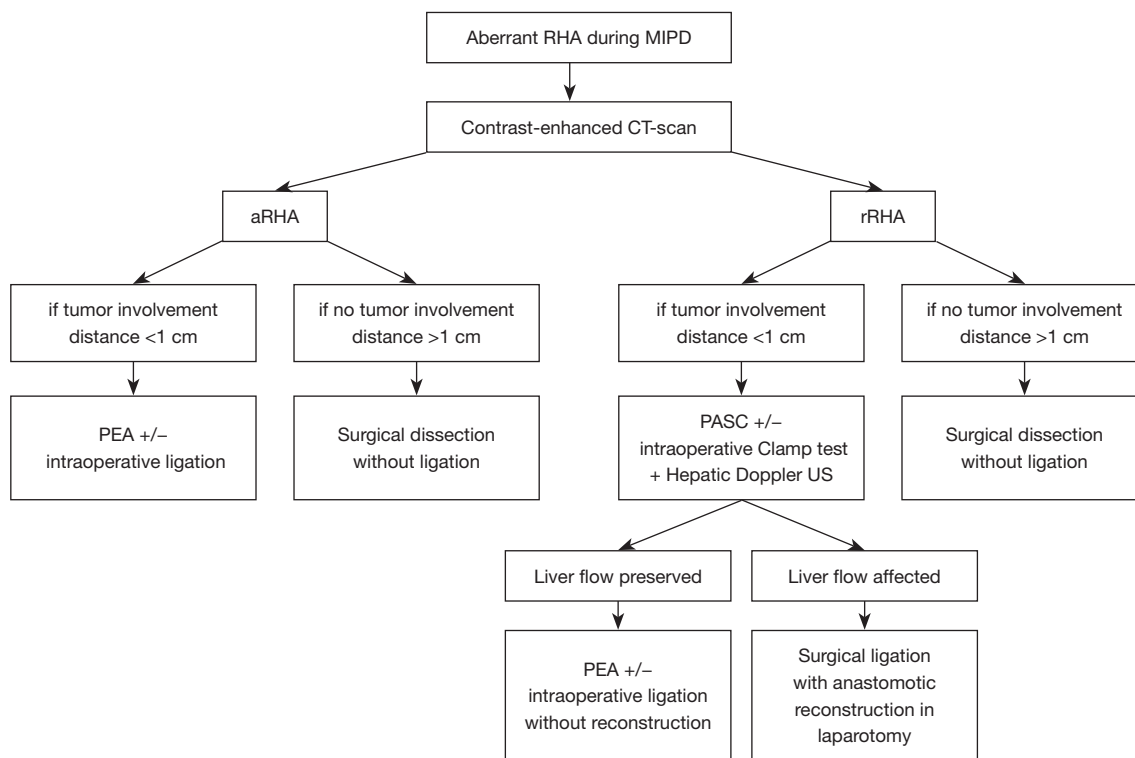 Aberrant RHA during MIPD
Contrast-enhanced CT-scan
aRHA
rRHA
if tumor involvement
distance <1 cm
if no tumor involvement
distance >1 cm
if tumor involvement
distance <1 cm
if no tumor involvement
distance >1 cm
PEA +/–
intraoperative ligation
Surgical dissection
without ligation
PASC +/–
intraoperative Clamp test
+ Hepatic Doppler US
Surgical dissection
without ligation
Liver flow preserved
Liver flow affected
PEA +/–
intraoperative ligation
without reconstruction
Surgical ligation
with anastomotic
reconstruction in
laparotomy